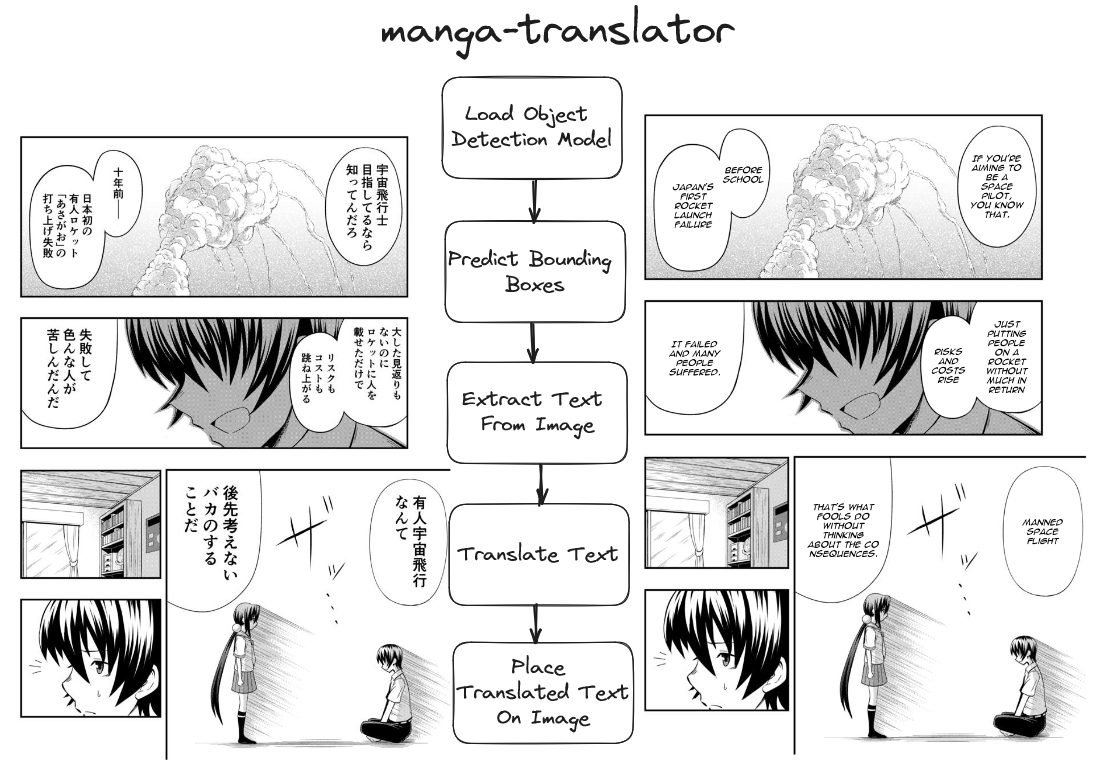 manga-translator
宇宙飛行士
目指してるなら
知ってんだろ
十年前——
日本初の
有人ロケット
「あさがお」の
打ち上げ失敗
大した見返りも
ないのに
ロケットに人を
載せただけで
リスクも
コストも
跳ね上がる
失敗して
色んな人が
苦しんだんだ
有人宇宙飛行
なんて
後先考えない
バカのする
ことだ
Load Object
Detection Model
Predict Bounding
Boxes
Extract Text
From Image
Translate Text
Place
Translated Text
On Image
IF YOU'RE
AIMING TO
BE A
SPACE
PILOT,
YOU KNOW
THAT.
BEFORE
SCHOOL
JAPAN'S
FIRST
ROCKET
LAUNCH
FAILURE
JUST
PUTTING
PEOPLE
ON A
ROCKET
WITHOUT
MUCH IN
RETURN
RISKS
AND
COSTS
RISE
IT FAILED
AND MANY
PEOPLE
SUFFERED.
MANNED
SPACE
FLIGHT
THAT'S WHAT
FOOLS DO
WITHOUT
THINKING
ABOUT THE CO
NSEQUENCES.